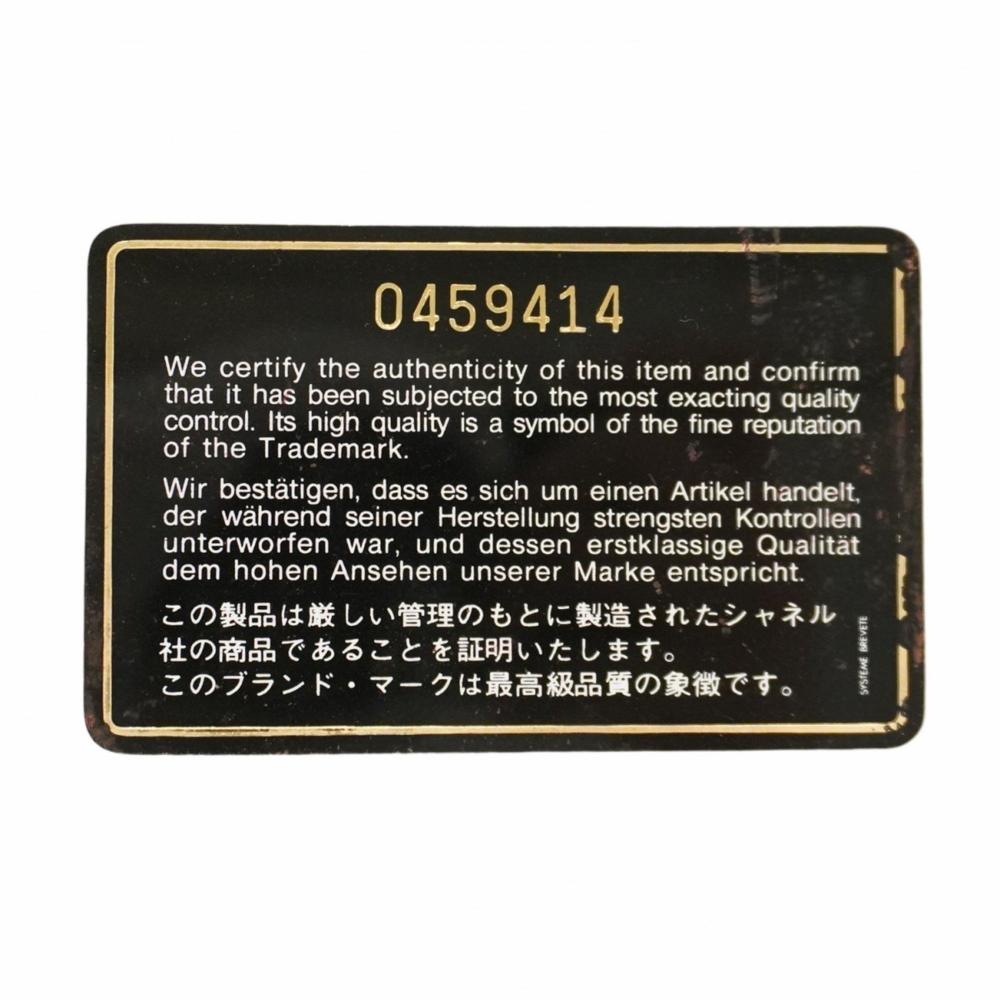 0459414
We certify the authenticity of this item and confirm
that it has been subjected to the most exacting quality
control. Its high quality is a symbol of the fine reputation
of the Trademark.
Wir bestätigen, dass es sich um einen Artikel handelt,
der während seiner Herstellung strengsten Kontrollen
unterworfen war, und dessen erstklassige Qualität
dem hohen Ansehen unserer Marke entspricht.
この製品は厳しい管理のもとに製造されたシャネル
社の商品であることを証明いたします。
このブランド・マークは最高級品質の象徴です。
SYSTEME BREVETE